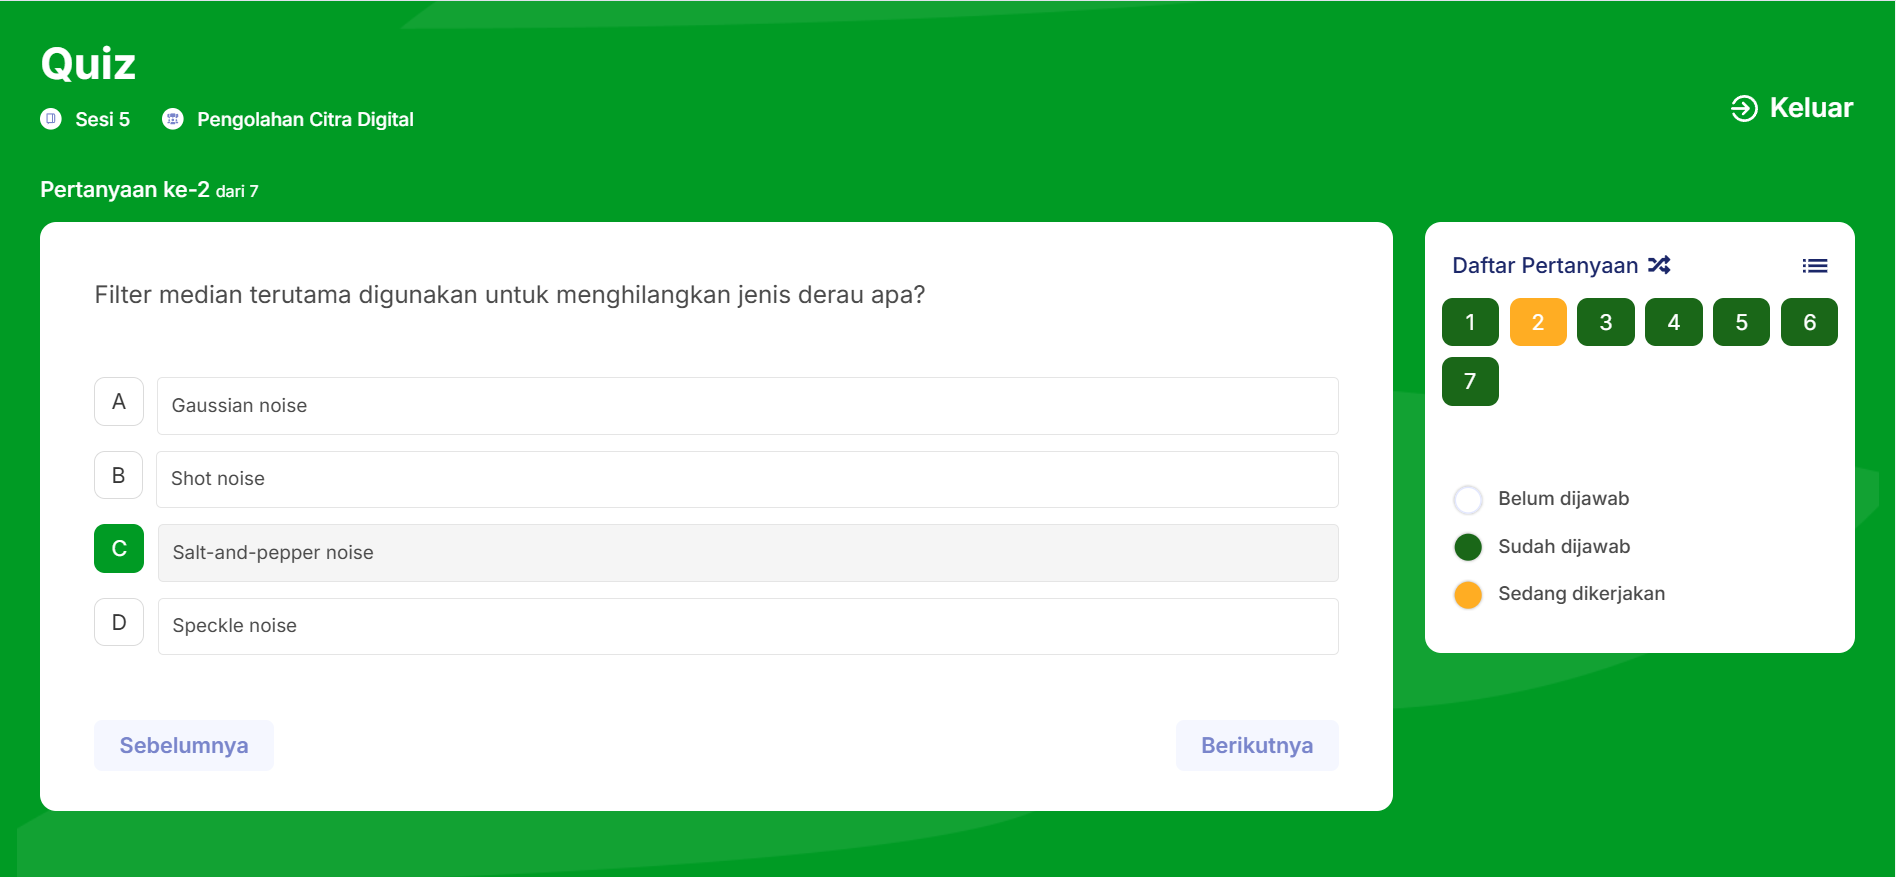 Quiz
Sesi 5 Pengolahan Citra Digital
Keluar
Pertanyaan ke-2 dari 7
Filter median terutama digunakan untuk menghilangkan jenis derau apa?
A Gaussian noise
B Shot noise
C Salt-and-pepper noise
D Speckle noise
Sebelumnya Berikutnya
Daftar Pertanyaan
1 2 3 4 5 6
7
Belum dijawab
Sudah dijawab
Sedang dikerjakan